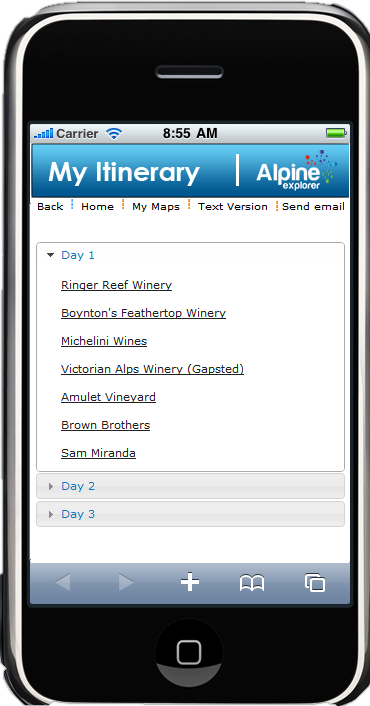 Carrier 8:55 AM
My Itinerary Alpine explorer
Back Home My Maps Text Version Send email
Day 1
Ringer Reef Winery
Boynton's Feathertop Winery
Michelini Wines
Victorian Alps Winery (Gapsted)
Amulet Vineyard
Brown Brothers
Sam Miranda
Day 2
Day 3